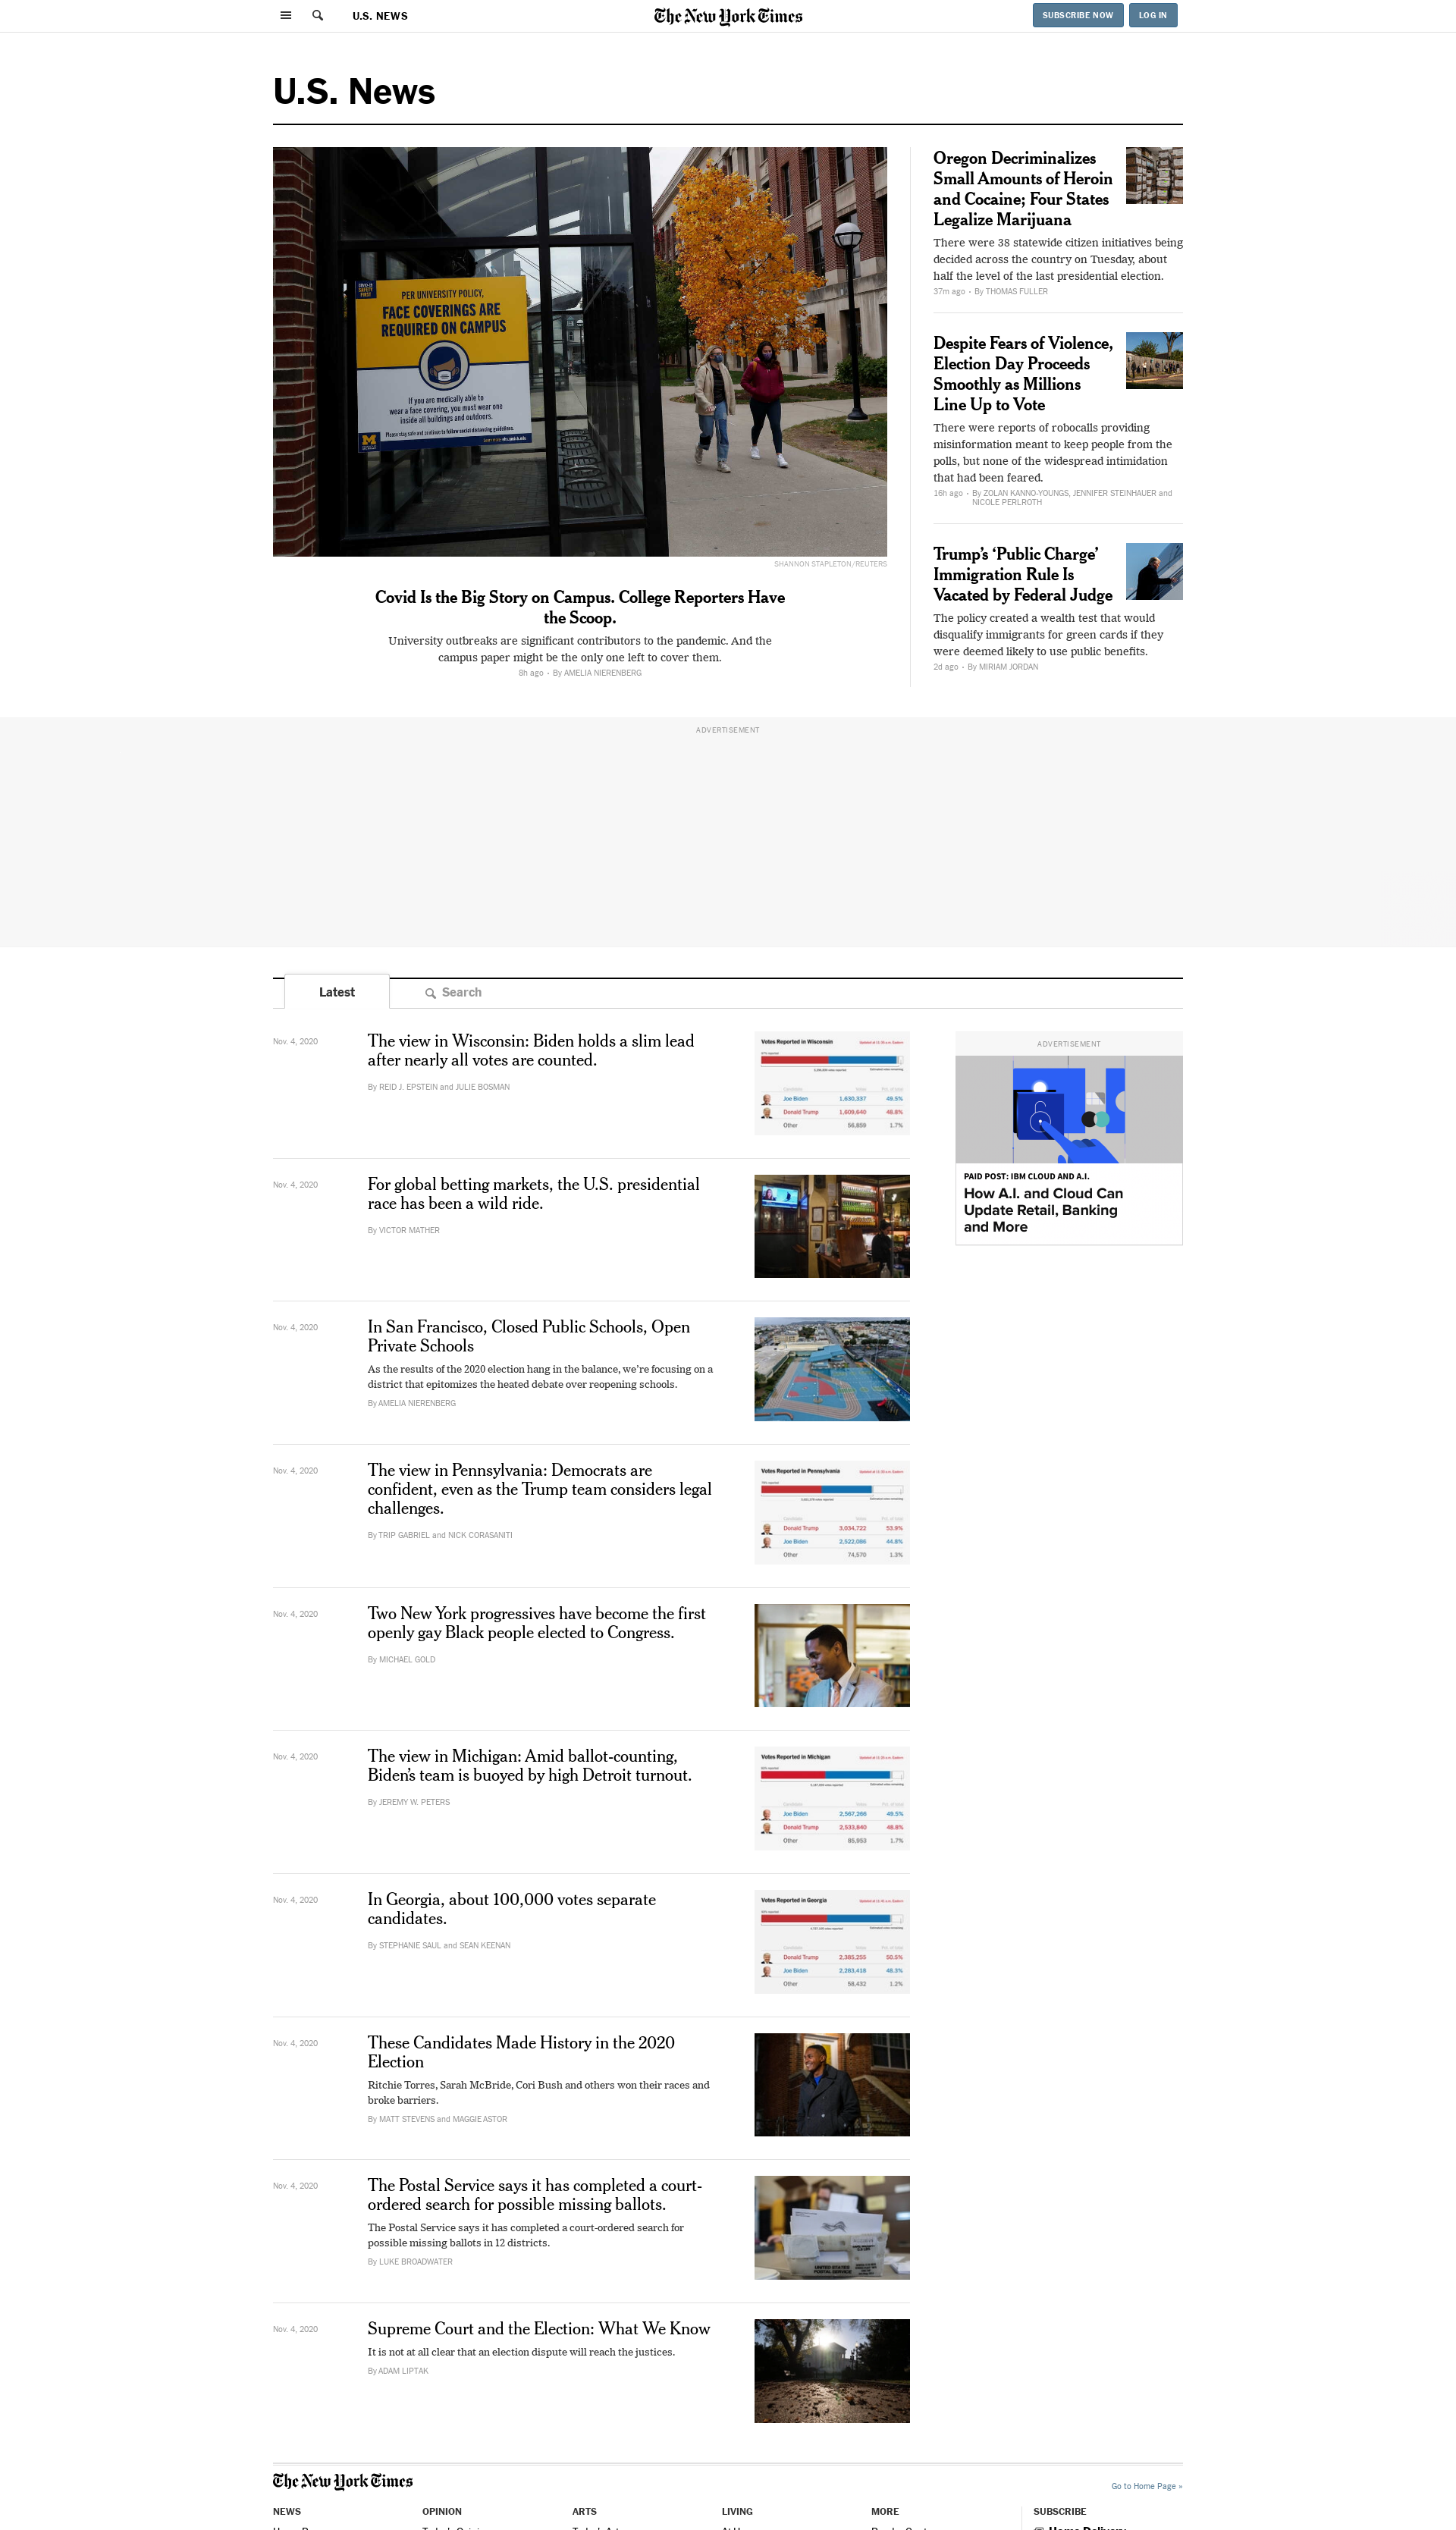 U.S. NEWS
The New York Times
SUBSCRIBE NOW
LOG IN
U.S. News
COVID-19
SAFETY
FIRST
PER UNIVERSITY POLICY,
FACE COVERINGS ARE
REQUIRED ON CAMPUS
If you are medically able to
wear a face covering, you must wear one
inside all buildings and outdoors.
Please stay safe and continue to follow social distancing guidelines.
M
SHANNON STAPLETON/REUTERS
Covid Is the Big Story on Campus. College Reporters Have
the Scoop.
University outbreaks are significant contributors to the pandemic. And the
campus paper might be the only one left to cover them.
8h ago • By AMELIA NIERENBERG
Oregon Decriminalizes
Small Amounts of Heroin
and Cocaine; Four States
Legalize Marijuana
There were 38 statewide citizen initiatives being
decided across the country on Tuesday, about
half the level of the last presidential election.
37m ago • By THOMAS FULLER
Despite Fears of Violence,
Election Day Proceeds
Smoothly as Millions
Line Up to Vote
There were reports of robocalls providing
misinformation meant to keep people from the
polls, but none of the widespread intimidation
that had been feared.
16h ago • By ZOLAN KANNO-YOUNGS, JENNIFER STEINHAUER and
NICOLE PERLROTH
Trump’s ‘Public Charge’
Immigration Rule Is
Vacated by Federal Judge
The policy created a wealth test that would
disqualify immigrants for green cards if they
were deemed likely to use public benefits.
2d ago • By MIRIAM JORDAN
ADVERTISEMENT
Latest
Search
Nov. 4, 2020
The view in Wisconsin: Biden holds a slim lead
after nearly all votes are counted.
By REID J. EPSTEIN and JULIE BOSMAN
Votes Reported in Wisconsin
Joe Biden 1,630,337 49.5%
Donald Trump 1,609,640 48.8%
Other 56,859 1.7%
ADVERTISEMENT
PAID POST: IBM CLOUD AND A.I.
How A.I. and Cloud Can
Update Retail, Banking
and More
Nov. 4, 2020
For global betting markets, the U.S. presidential
race has been a wild ride.
By VICTOR MATHER
Nov. 4, 2020
In San Francisco, Closed Public Schools, Open
Private Schools
As the results of the 2020 election hang in the balance, we’re focusing on a
district that epitomizes the heated debate over reopening schools.
By AMELIA NIERENBERG
Nov. 4, 2020
The view in Pennsylvania: Democrats are
confident, even as the Trump team considers legal
challenges.
By TRIP GABRIEL and NICK CORASANITI
Votes Reported in Pennsylvania
Donald Trump 3,034,722 53.9%
Joe Biden 2,522,086 44.8%
Other 74,570 1.3%
Nov. 4, 2020
Two New York progressives have become the first
openly gay Black people elected to Congress.
By MICHAEL GOLD
Nov. 4, 2020
The view in Michigan: Amid ballot-counting,
Biden’s team is buoyed by high Detroit turnout.
By JEREMY W. PETERS
Votes Reported in Michigan
Joe Biden 2,567,266 49.5%
Donald Trump 2,533,840 48.8%
Other 85,953 1.7%
Nov. 4, 2020
In Georgia, about 100,000 votes separate
candidates.
By STEPHANIE SAUL and SEAN KEENAN
Votes Reported in Georgia
Donald Trump 2,385,255 50.5%
Joe Biden 2,283,418 48.3%
Other 58,432 1.2%
Nov. 4, 2020
These Candidates Made History in the 2020
Election
Ritchie Torres, Sarah McBride, Cori Bush and others won their races and
broke barriers.
By MATT STEVENS and MAGGIE ASTOR
Nov. 4, 2020
The Postal Service says it has completed a court-
ordered search for possible missing ballots.
The Postal Service says it has completed a court-ordered search for
possible missing ballots in 12 districts.
By LUKE BROADWATER
UNITED STATES
POSTAL SERVICE
Nov. 4, 2020
Supreme Court and the Election: What We Know
It is not at all clear that an election dispute will reach the justices.
By ADAM LIPTAK
The New York Times
Go to Home Page »
NEWS
OPINION
ARTS
LIVING
MORE
SUBSCRIBE